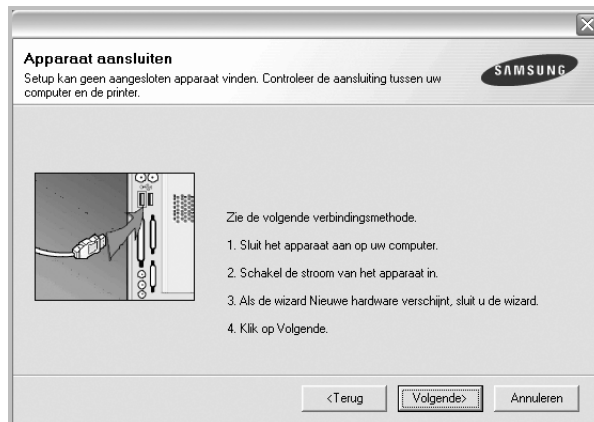 Apparaat aansluiten
Setup kan geen aangesloten apparaat vinden. Controleer de aansluiting tussen uw
computer en de printer.
SAMSUNG
Zie de volgende verbindingsmethode.
1. Sluit het apparaat aan op uw computer.
2. Schakel de stroom van het apparaat in.
3. Als de wizard Nieuwe hardware verschijnt, sluit u de wizard.
4. Klik op Volgende.
<Terug
Volgende>
Annuleren